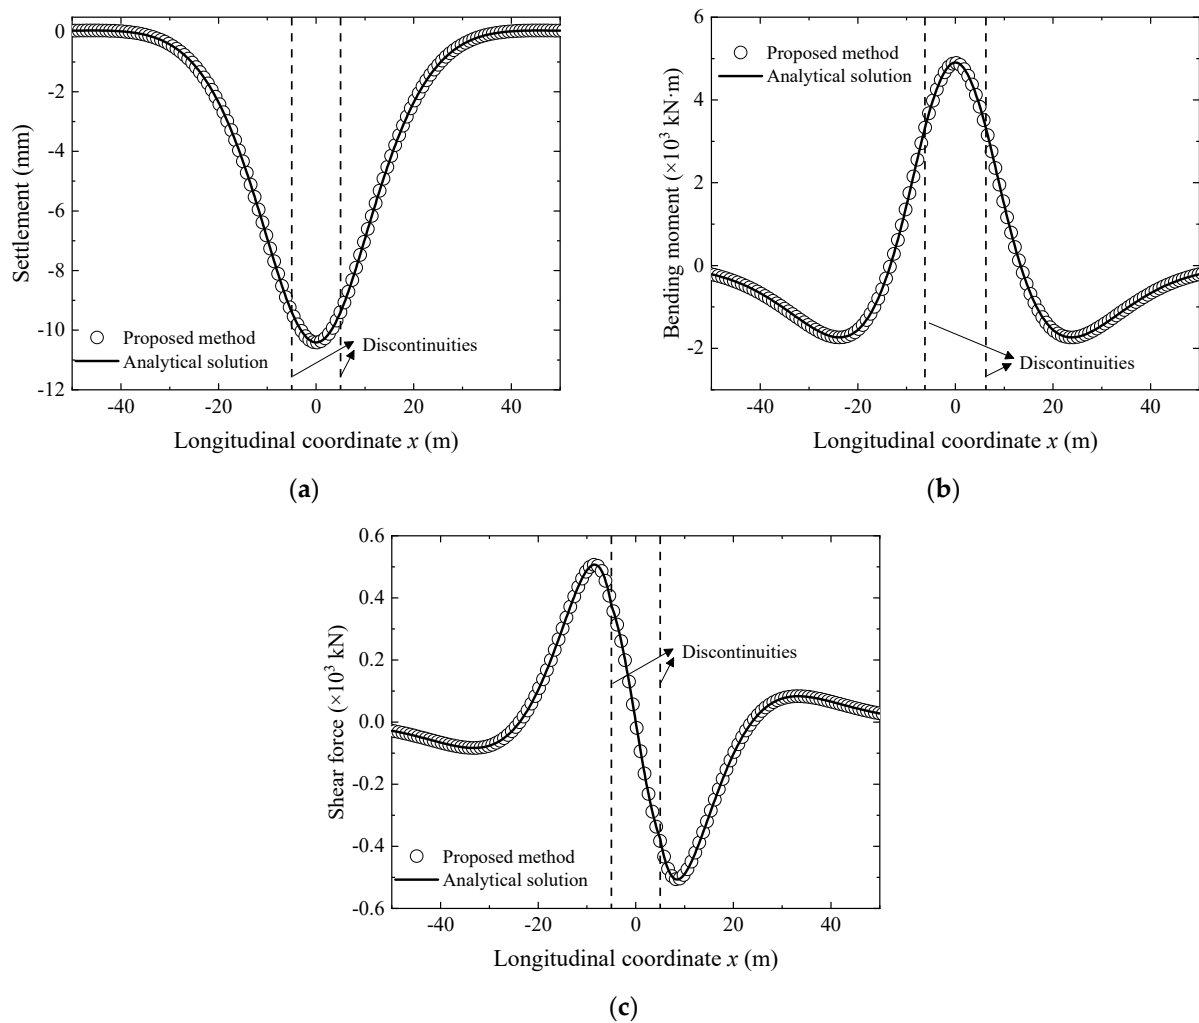 0
-2
-4
-6
-8
-10
-12
Settlement (mm)
Proposed method
Analytical solution
Discontinuities
-40 -20 0 20 40
Longitudinal coordinate x (m)
(a)
6
4
2
0
-2
Bending moment (×10³ kN·m)
Proposed method
Analytical solution
Discontinuities
-40 -20 0 20 40
Longitudinal coordinate x (m)
(b)
0.6
0.4
0.2
0.0
-0.2
-0.4
-0.6
Shear force (×10³ kN)
Discontinuities
Proposed method
Analytical solution
-40 -20 0 20 40
Longitudinal coordinate x (m)
(c)